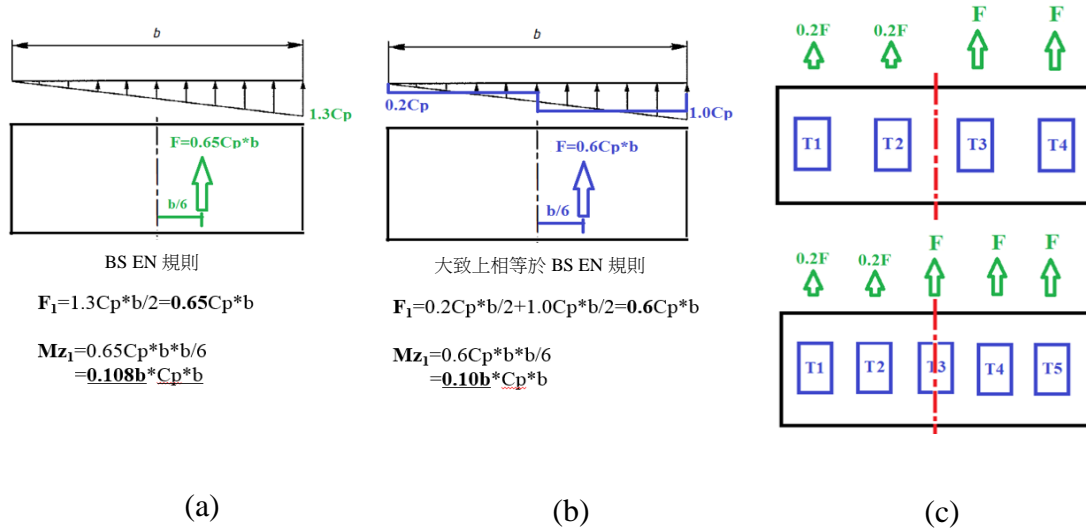 b
1.3Cp
F=0.65Cp*b
b/6
BS EN 規則
F₁=1.3Cp*b/2=0.65Cp*b
Mz₁=0.65Cp*b*b/6
=0.108b*Cp*b
(a)
b
0.2Cp
1.0Cp
F=0.6Cp*b
b/6
大致上相等於 BS EN 規則
F₁=0.2Cp*b/2+1.0Cp*b/2=0.6Cp*b
Mz₁=0.6Cp*b*b/6
=0.10b*Cp*b
(b)
0.2F 0.2F F F
T1 T2 T3 T4
0.2F 0.2F F F F
T1 T2 T3 T4 T5
(c)